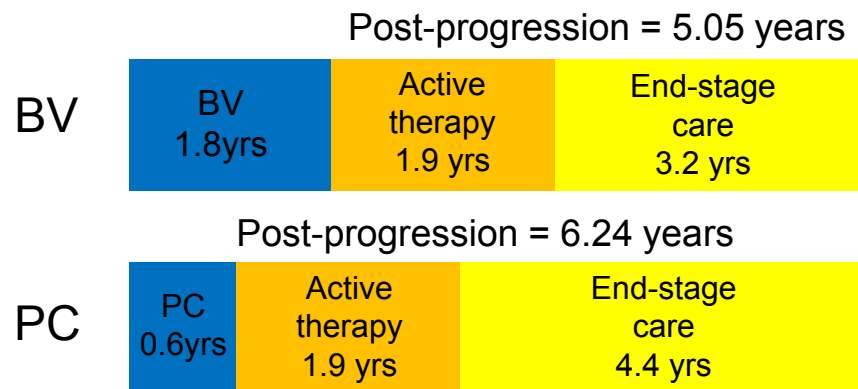 Post-progression = 5.05 years
BV
BV
1.8yrs
Active
therapy
1.9 yrs
End-stage
care
3.2 yrs
Post-progression = 6.24 years
PC
PC
0.6yrs
Active
therapy
1.9 yrs
End-stage
care
4.4 yrs